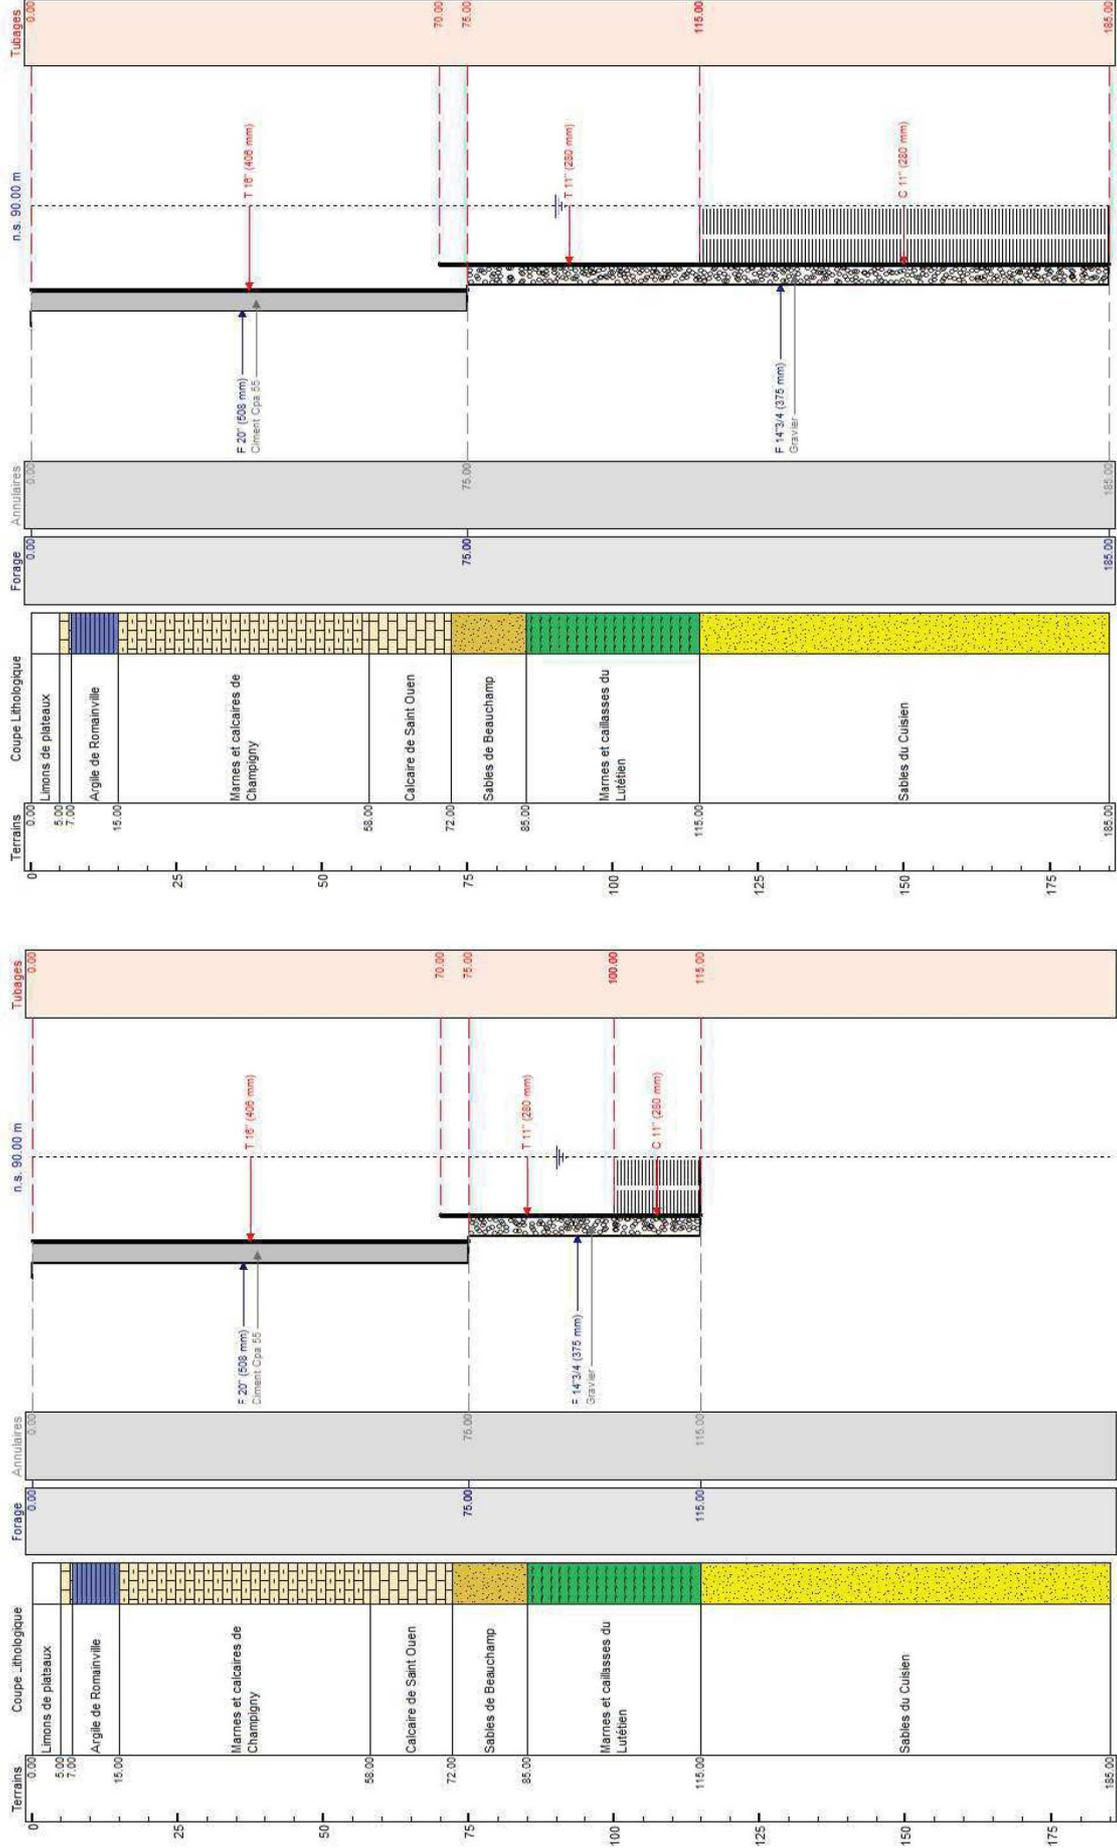 Terrains Coupe Lithologique Forage Annulaires n.s. 90.00 m Tubages
0 0.00 0.00 0.00 0.00
Limons de plateaux
5.00
7.00
Argile de Romainville
15.00
25
F 20" (508 mm) T 16" (406 mm)
Marnes et calcaires de
Champigny
Ciment Cpa 55
50
58.00
Calcaire de Saint Ouen
70.00
72.00
75 75.00 75.00 75.00
Sables de Beauchamp
85.00
T 11" (280 mm)
F 14"3/4 (375 mm)
Gravier
Marnes et caillasses du
Lutétien
100 100.00
C 11" (280 mm)
115.00 115.00 115.00 115.00
125
150
Sables du Cuisien
175
185.00
Terrains Coupe Lithologique Forage Annulaires n.s. 90.00 m Tubages
0 0.00 0.00 0.00 0.00
Limons de plateaux
5.00
7.00
Argile de Romainville
15.00
25
F 20" (508 mm) T 16" (406 mm)
Marnes et calcaires de
Champigny
Ciment Cpa 55
50
58.00
Calcaire de Saint Ouen
70.00
72.00
75 75.00 75.00 75.00
Sables de Beauchamp
85.00
T 11" (280 mm)
Marnes et caillasses du
Lutétien
100
115.00 115.00
125
F 14"3/4 (375 mm)
Gravier
150
Sables du Cuisien
C 11" (280 mm)
175
185.00 185.00 185.00 185.00